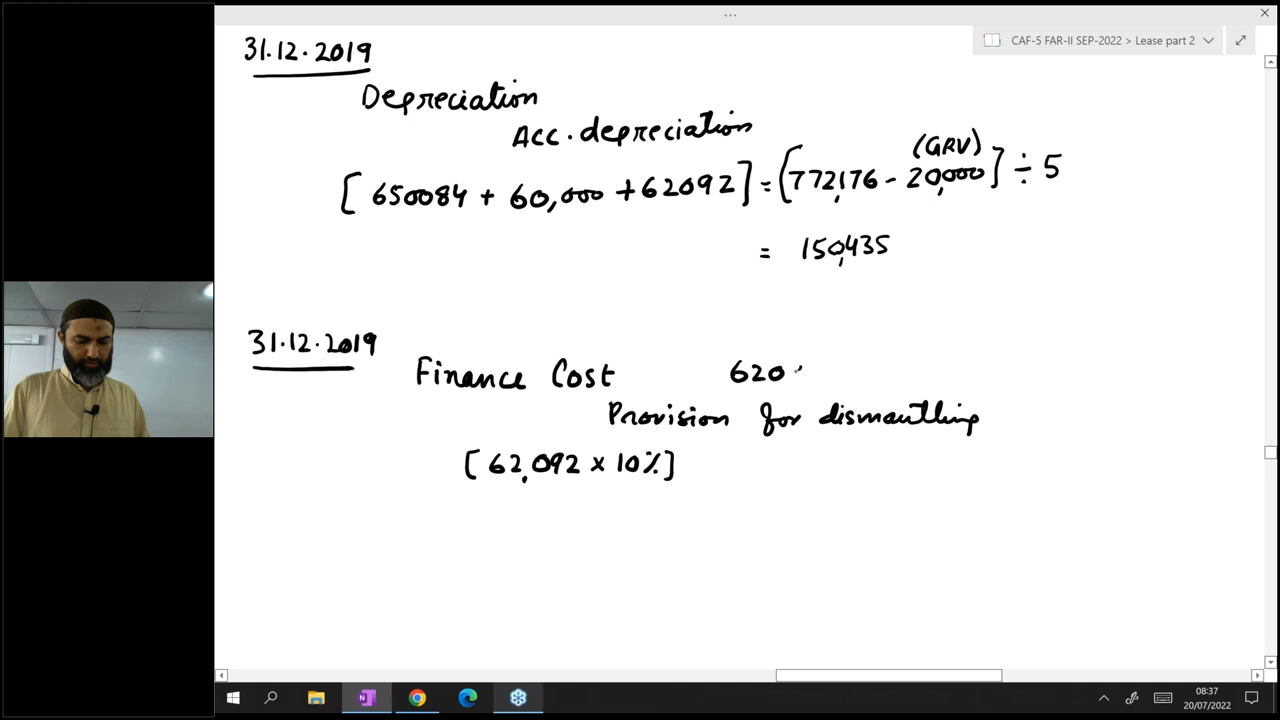 CAF-5 FAR-II SEP-2022 > Lease part 2
31.12.2019
Depreciation
Acc. depreciation
(GRV)
[650084 + 60,000 + 62092] = [772,176 - 20,000] ÷ 5
= 150,435
31.12.2019
Finance Cost 620
Provision for dismantling
[62,092 × 10%]
08:37
20/07/2022